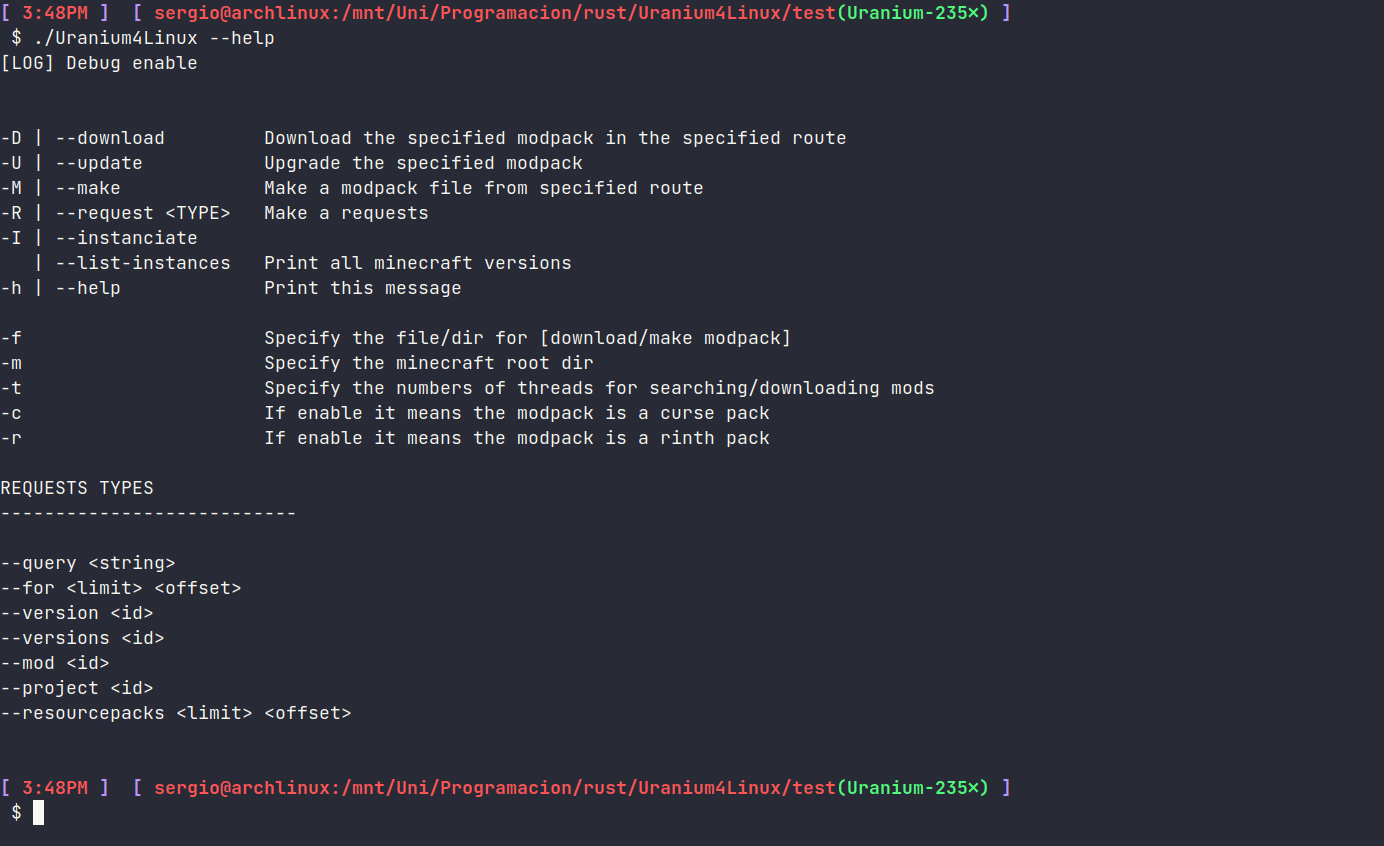 [ 3:48PM ]  [ sergio@archlinux:/mnt/Uni/Programacion/rust/Uranium4Linux/test(Uranium-235×) ]
 $ ./Uranium4Linux --help
[LOG] Debug enable

-D | --download         Download the specified modpack in the specified route
-U | --update           Upgrade the specified modpack
-M | --make             Make a modpack file from specified route
-R | --request <TYPE>   Make a requests
-I | --instanciate
   | --list-instances   Print all minecraft versions
-h | --help             Print this message

-f                      Specify the file/dir for [download/make modpack]
-m                      Specify the minecraft root dir
-t                      Specify the numbers of threads for searching/downloading mods
-c                      If enable it means the modpack is a curse pack
-r                      If enable it means the modpack is a rinth pack

REQUESTS TYPES
---------------------------

--query <string>
--for <limit> <offset>
--version <id>
--versions <id>
--mod <id>
--project <id>
--resourcepacks <limit> <offset>

[ 3:48PM ]  [ sergio@archlinux:/mnt/Uni/Programacion/rust/Uranium4Linux/test(Uranium-235×) ]
 $